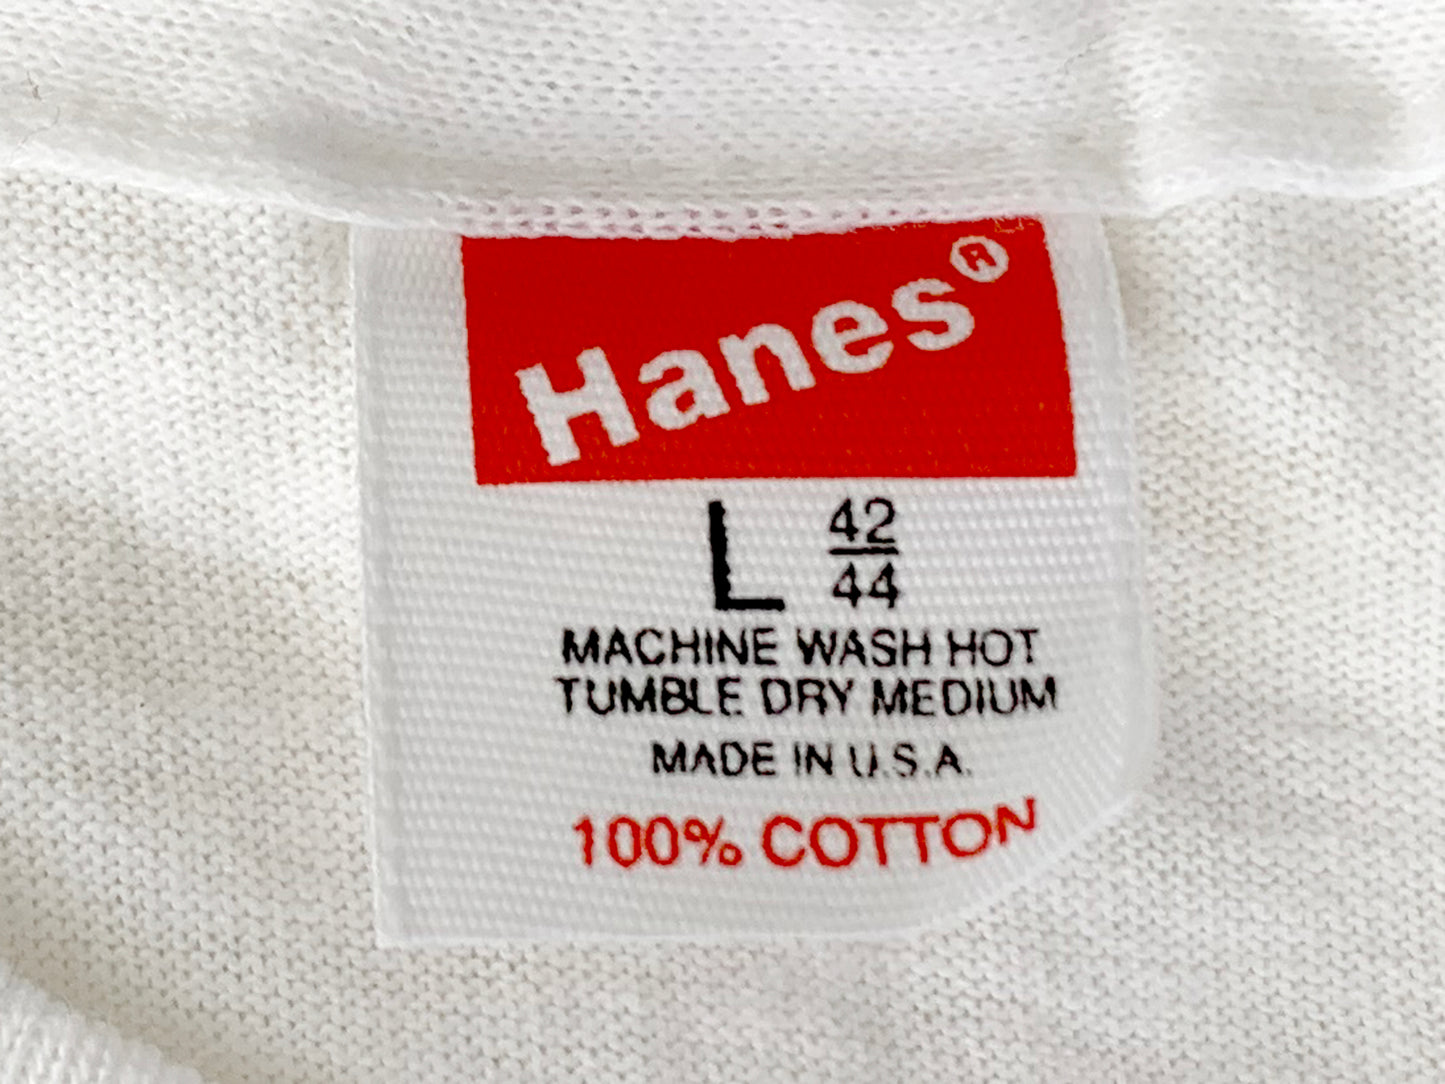 Hanes®
L 42/44
MACHINE WASH HOT
TUMBLE DRY MEDIUM
MADE IN U.S.A.
100% COTTON